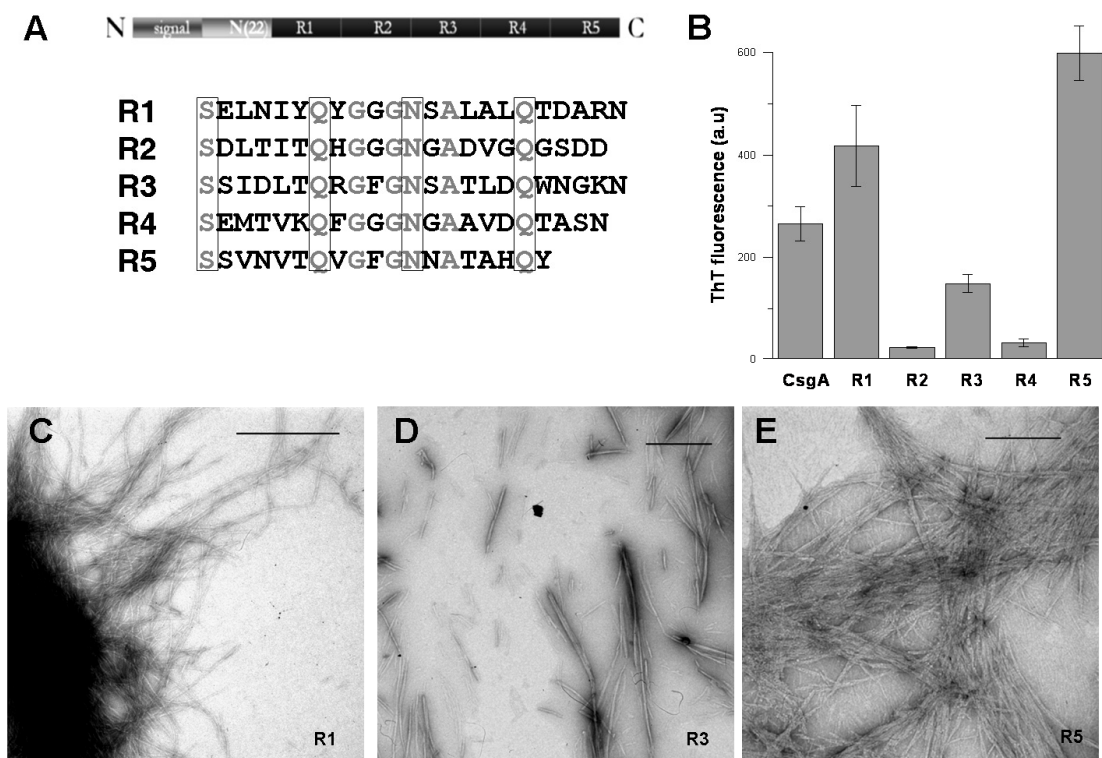 A
N signal N(22) R1 R2 R3 R4 R5 C
R1 SELNIYQYGGGNSALALQTDARN
R2 SDLTITQHGGGNGADVGQGSDD
R3 SSIDLTQRGFGNSATLDQWNGKN
R4 SEMTVKQFGGGNGAAVDQTASN
R5 SSVNVTQVGFGNNATAHQY
B
ThT fluorescence (a.u)
600
400
200
0
CsgA R1 R2 R3 R4 R5
C
R1
D
R3
E
R5